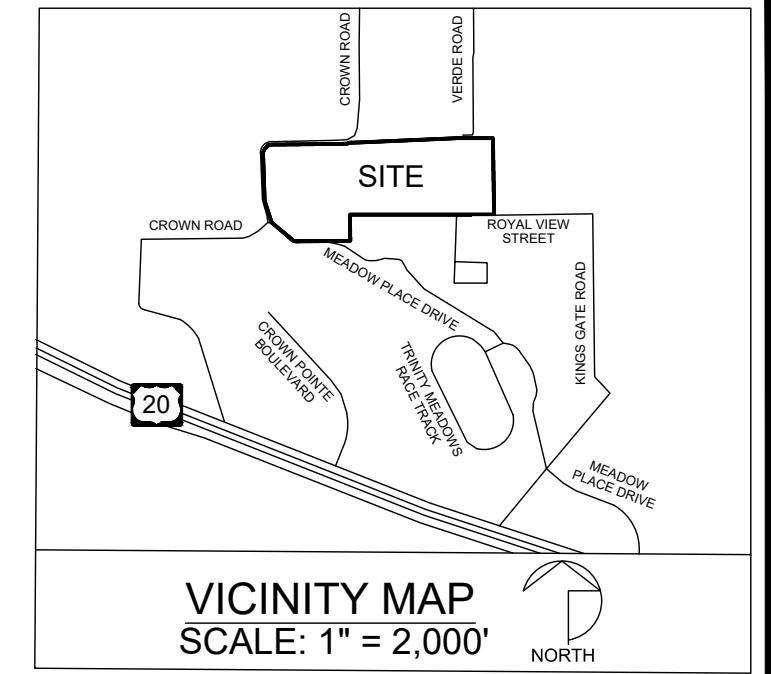 CROWN ROAD
VERDE ROAD
SITE
CROWN ROAD
ROYAL VIEW
STREET
MEADOW PLACE DRIVE
KINGS GATE ROAD
CROWN POINTE
BOULEVARD
TRINITY MEADOWS
RACE TRACK
20
MEADOW
PLACE DRIVE
VICINITY MAP
SCALE: 1" = 2,000'
NORTH